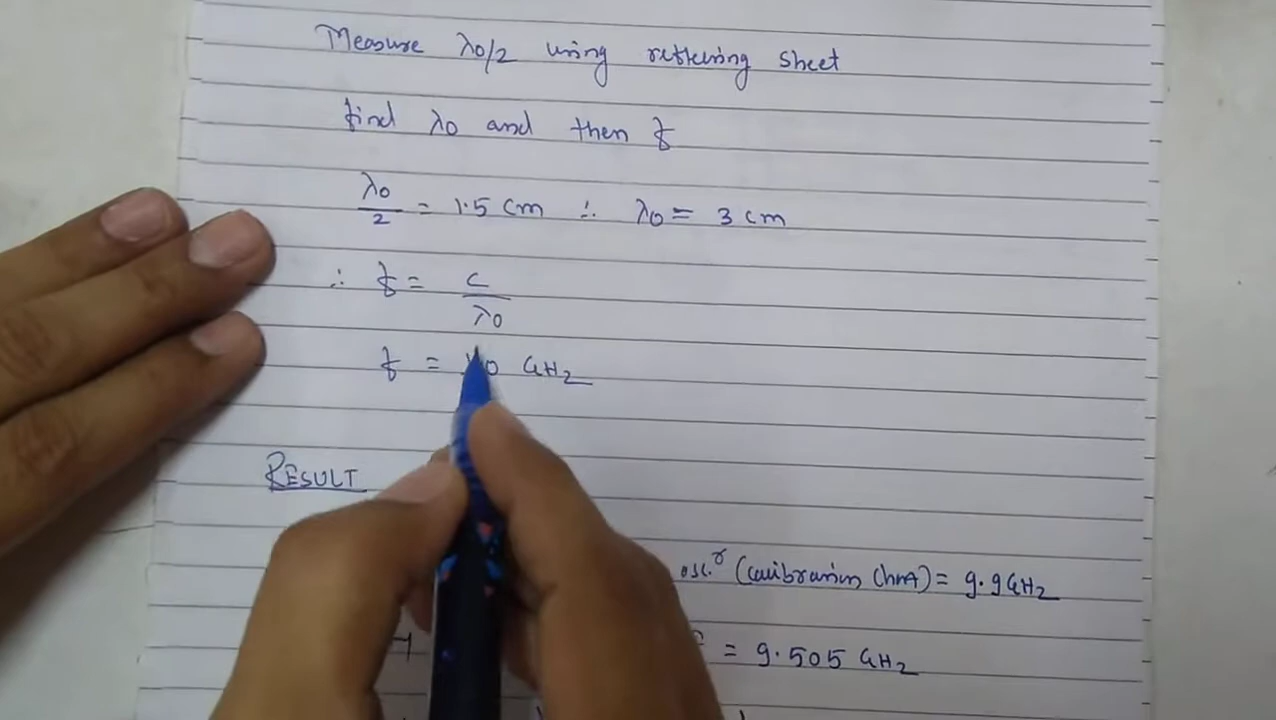 Measure λ0/2 using reflecting sheet
find λ0 and then f
λ0/2 = 1.5 cm ∴ λ0 = 3 cm
∴ f = c/λ0
f = 10 GHz
RESULT
osc.r (Calibration Chart) = 9.9 GHz
= 9.505 GHz